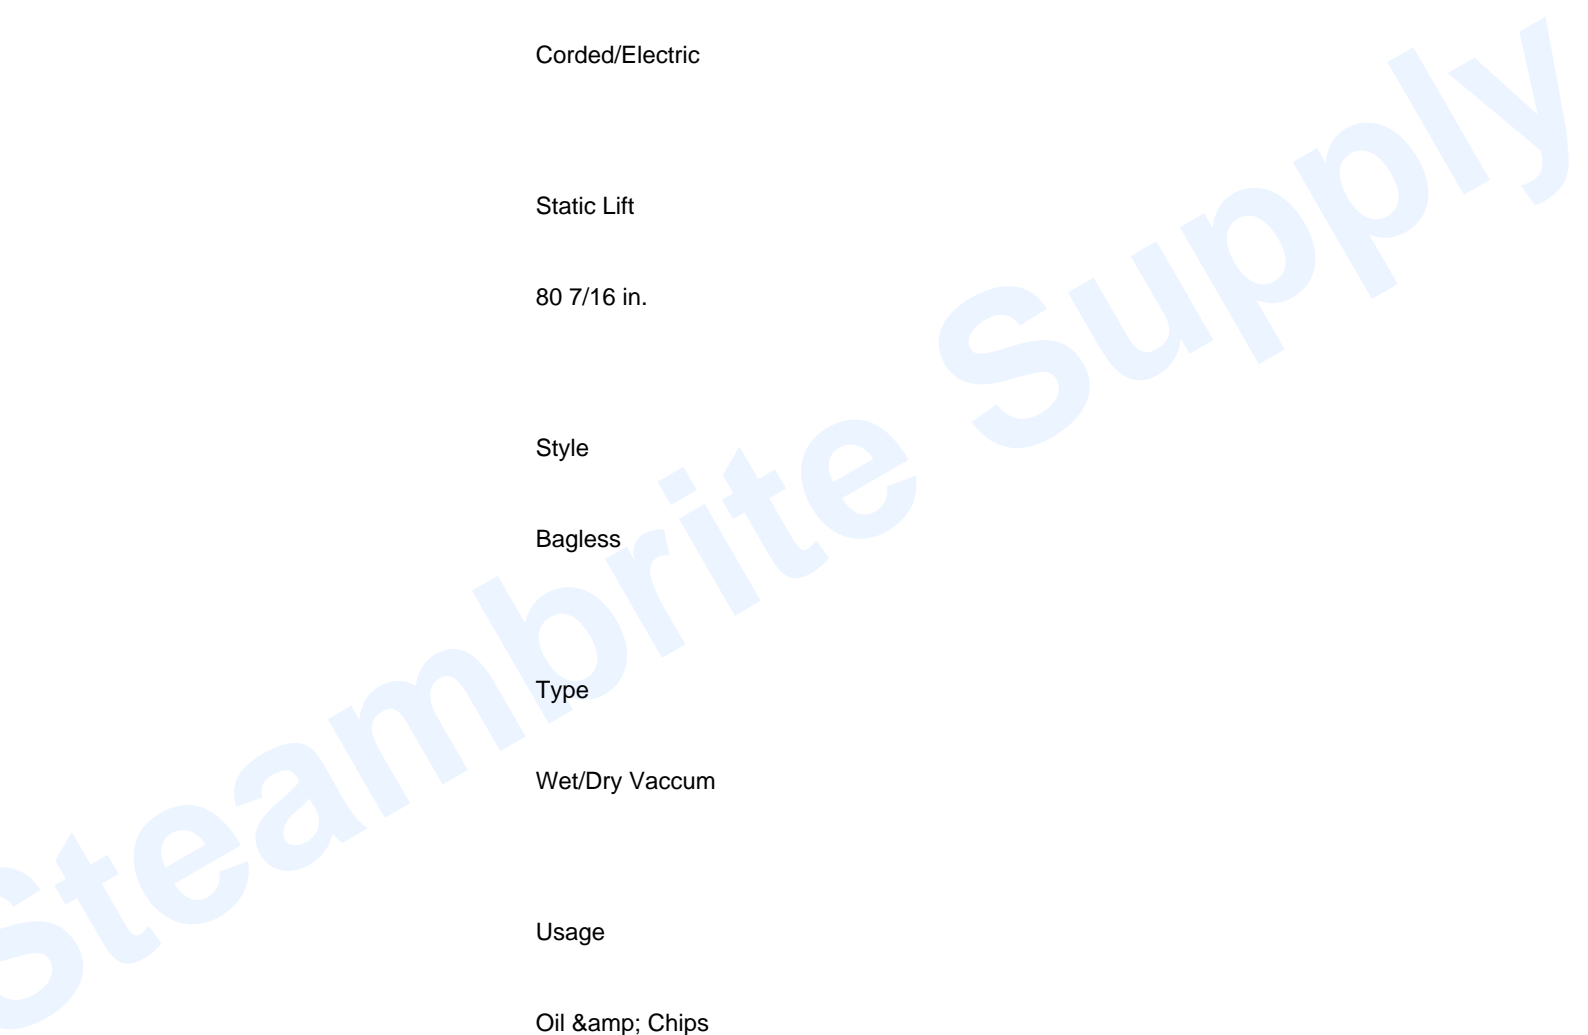 Corded/Electric
Static Lift
80 7/16 in.
Style
Bagless
Type
Wet/Dry Vaccum
Usage
Oil &amp; Chips
Steambrite Supply